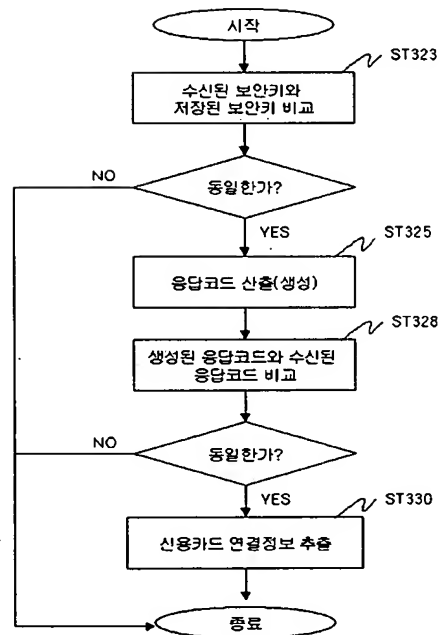 시작
ST323
수신된 보안키와
저장된 보안키 비교
NO
동일한가?
YES
ST325
응답코드 산출(생성)
ST328
생성된 응답코드와 수신된
응답코드 비교
NO
동일한가?
YES
ST330
신용카드 연결정보 추출
종료